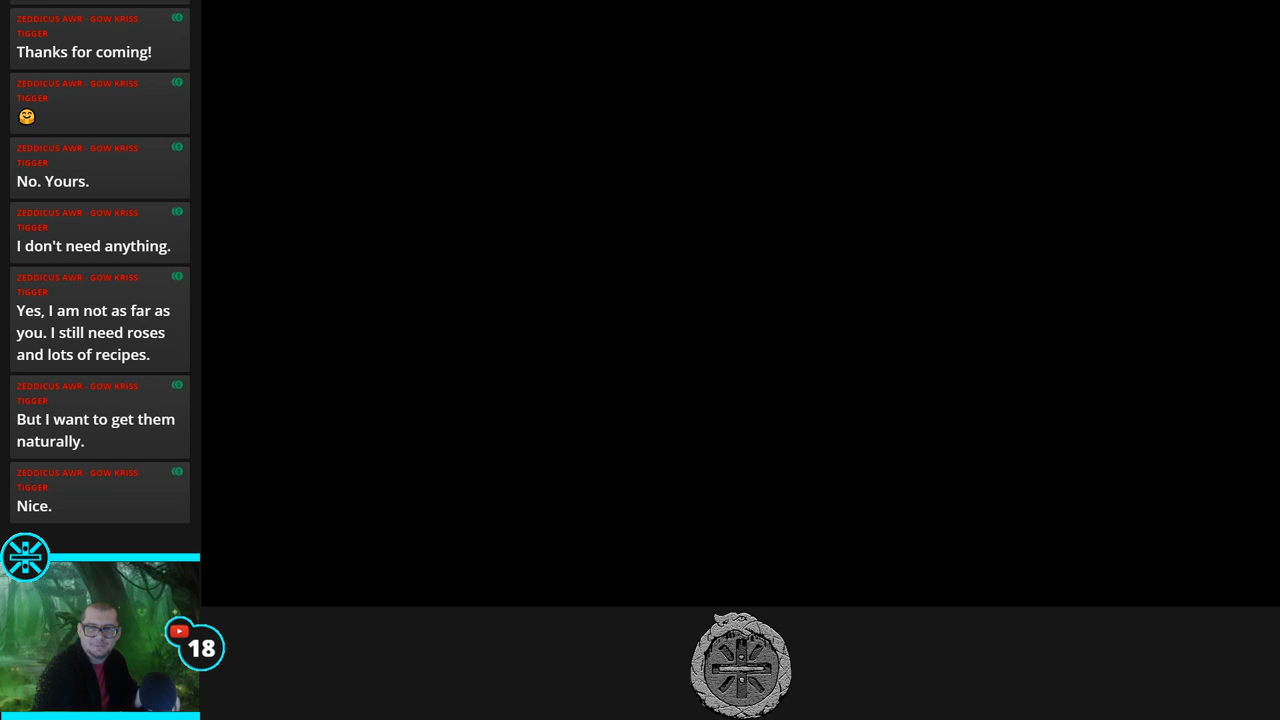 ZEDDICUS AWR - GOW KRISS
TIGGER
Thanks for coming!
ZEDDICUS AWR - GOW KRISS
TIGGER
ZEDDICUS AWR - GOW KRISS
TIGGER
No. Yours.
ZEDDICUS AWR - GOW KRISS
TIGGER
I don't need anything.
ZEDDICUS AWR - GOW KRISS
TIGGER
Yes, I am not as far as
you. I still need roses
and lots of recipes.
ZEDDICUS AWR - GOW KRISS
TIGGER
But I want to get them
naturally.
ZEDDICUS AWR - GOW KRISS
TIGGER
Nice.
18